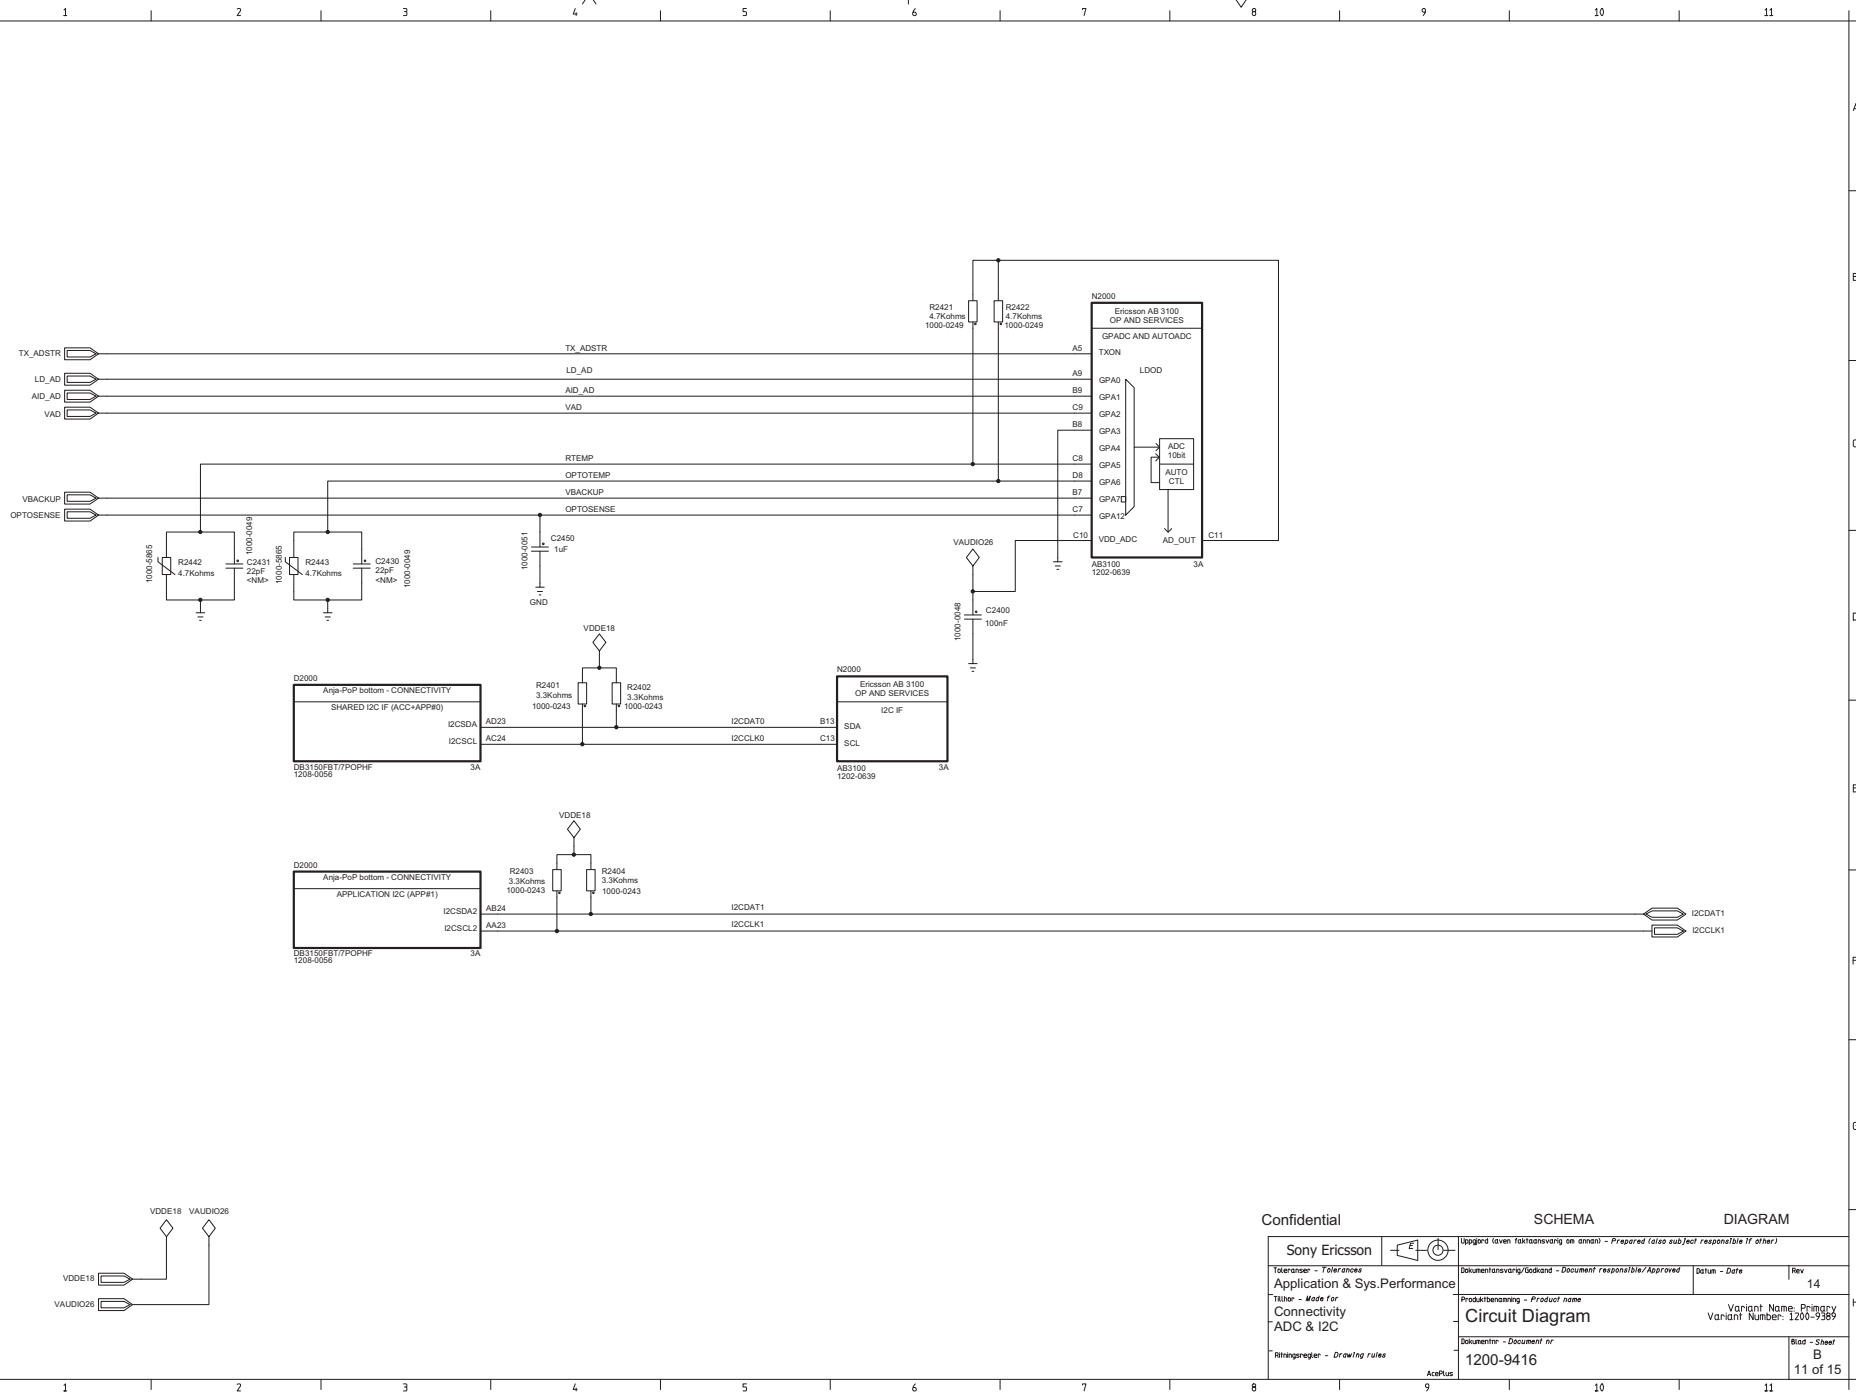 1 2 3 4 5 6 7 8 9 10 11
N2000
Ericsson AB 3100
OP AND SERVICES
GPADC AND AUTOADC
R2421
4.7Kohms
1000-0249
R2422
4.7Kohms
1000-0249
TX_ADSTR TX_ADSTR A5 TXON
LDOD
LD_AD LD_AD A9 GPA0
AID_AD AID_AD B9 GPA1
VAD VAD C9 GPA2
B8 GPA3
GPA4
ADC
10bit
RTEMP C8 GPA5
AUTO
CTL
OPTOTEMP D8 GPA6
VBACKUP VBACKUP B7 GPA7
OPTOSENSE OPTOSENSE C7 GPA12
C10 VDD_ADC AD_OUT C11
AB3100 3A
1202-0639
1000-5865
R2442
4.7Kohms
1000-0049
C2431
22pF
<NM>
1000-5865
R2443
4.7Kohms
C2430
22pF
<NM>
1000-0049
1000-0051
C2450
1uF
GND
VAUDIO26
1000-0048
C2400
100nF
VDDE18
D2000
Anja-PoP bottom - CONNECTIVITY
SHARED I2C IF (ACC+APP#0)
R2401
3.3Kohms
1000-0243
R2402
3.3Kohms
1000-0243
N2000
Ericsson AB 3100
OP AND SERVICES
I2C IF
I2CSDA AD23 I2CDAT0 B13 SDA
I2CSCL AC24 I2CCLK0 C13 SCL
DB3150FBT/7POPHF 3A
1208-0056
AB3100 3A
1202-0639
VDDE18
D2000
Anja-PoP bottom - CONNECTIVITY
APPLICATION I2C (APP#1)
R2403
3.3Kohms
1000-0243
R2404
3.3Kohms
1000-0243
I2CSDA2 AB24 I2CDAT1 I2CDAT1
I2CSCL2 AA23 I2CCLK1 I2CCLK1
DB3150FBT/7POPHF 3A
1208-0056
VDDE18 VAUDIO26
VDDE18
VAUDIO26
Confidential SCHEMA DIAGRAM
Sony Ericsson
E
Uppgjord (aven faktaansvarig om annan) - Prepared (also subject responsible if other)
Toleranser - Tolerances
Application & Sys.Performance
Dokumentansvarig/Godkand - Document responsible/Approved
Datum - Date
Rev
14
Tillhor - Made for
Connectivity
ADC & I2C
Produktbenamning - Product name
Circuit Diagram
Variant Name: Primary
Variant Number: 1200-9389
Ritningsregler - Drawing rules
AcePlus
Dokumentnr - Document nr
1200-9416
Blad - Sheet
B
11 of 15
1 2 3 4 5 6 7 8 9 10 11